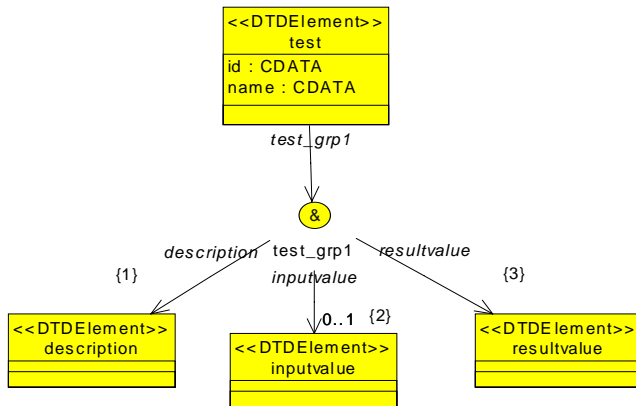 <<DTDElement>>
test
id : CDATA
name : CDATA
test_grp1
&
description
test_grp1
resultvalue
inputvalue
{1}
{3}
0..1
{2}
<<DTDElement>>
description
<<DTDElement>>
inputvalue
<<DTDElement>>
resultvalue